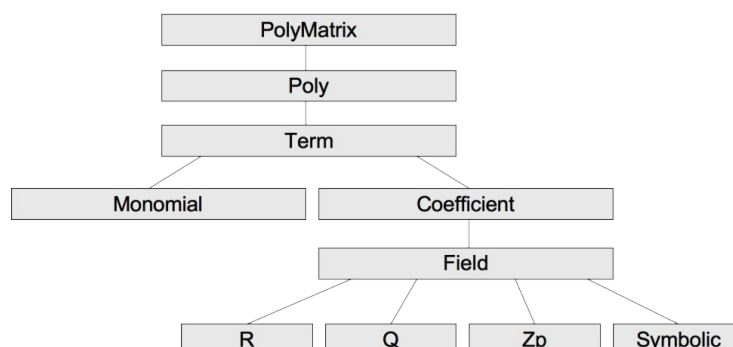 PolyMatrix
Poly
Term
Monomial Coefficient
Field
R Q Zp Symbolic